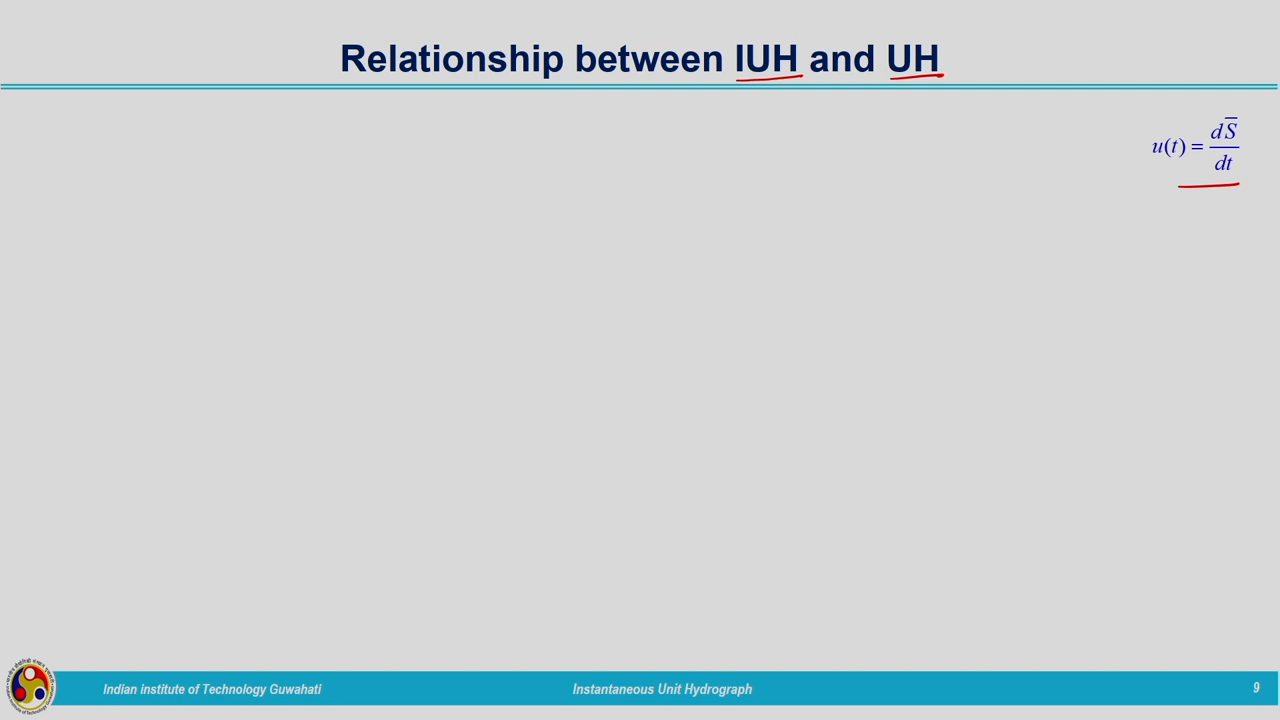 Relationship between IUH and UH
u(t) = dS̅/dt
Indian institute of Technology Guwahati
Instantaneous Unit Hydrograph
9